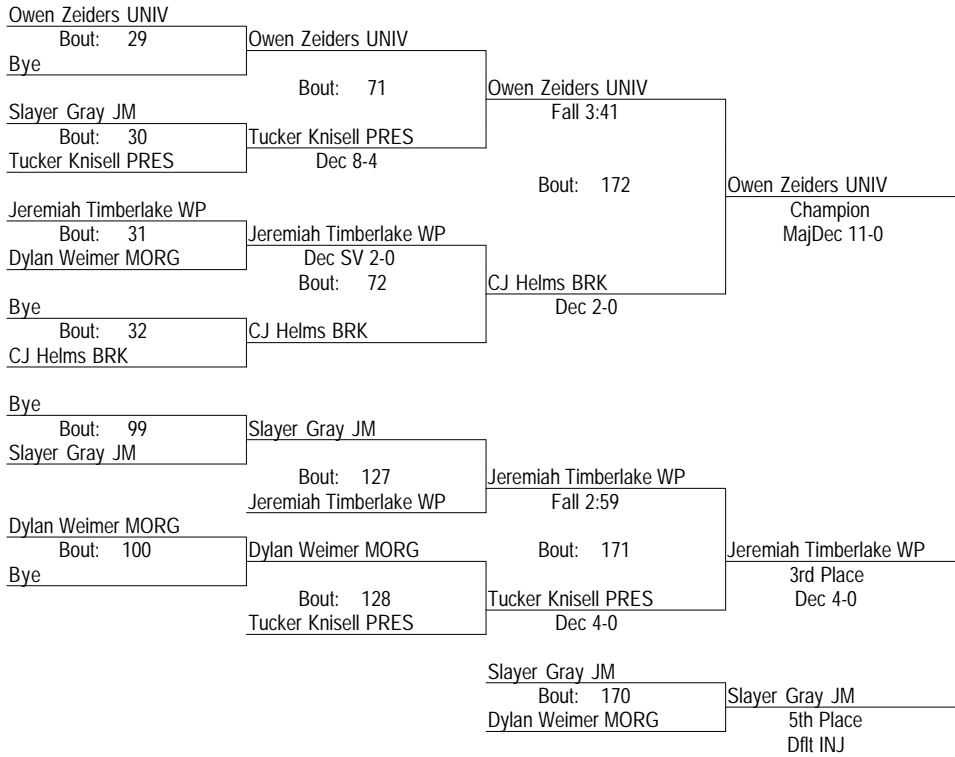 Owen Zeiders UNIV
Bout: 29
Bye
Owen Zeiders UNIV
Bout: 71
Slayer Gray JM
Bout: 30
Tucker Knisell PRES
Tucker Knisell PRES
Dec 8-4
Owen Zeiders UNIV
Fall 3:41
Bout: 172
Jeremiah Timberlake WP
Bout: 31
Dylan Weimer MORG
Jeremiah Timberlake WP
Dec SV 2-0
Bout: 72
Bye
Bout: 32
CJ Helms BRK
CJ Helms BRK
CJ Helms BRK
Dec 2-0
Owen Zeiders UNIV
Champion
MajDec 11-0
Bye
Bout: 99
Slayer Gray JM
Slayer Gray JM
Bout: 127
Jeremiah Timberlake WP
Jeremiah Timberlake WP
Fall 2:59
Dylan Weimer MORG
Bout: 100
Bye
Dylan Weimer MORG
Bout: 128
Tucker Knisell PRES
Bout: 171
Tucker Knisell PRES
Dec 4-0
Jeremiah Timberlake WP
3rd Place
Dec 4-0
Slayer Gray JM
Bout: 170
Dylan Weimer MORG
Slayer Gray JM
5th Place
Dflt INJ